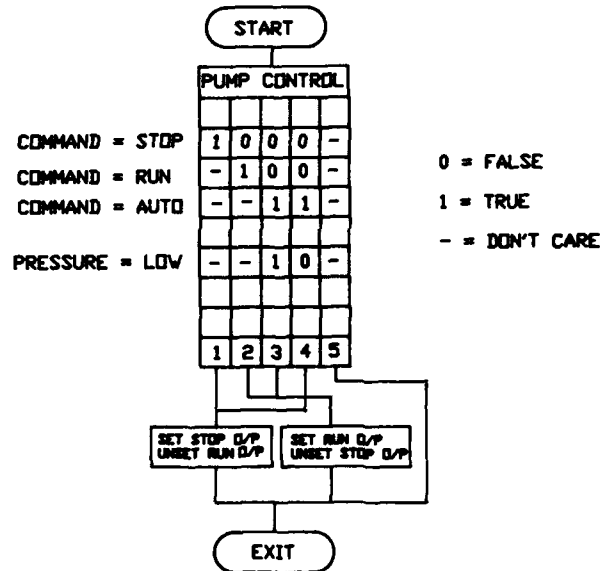 START
PUMP CONTROL
COMMAND = STOP 1 0 0 0 -
COMMAND = RUN - 1 0 0 -
COMMAND = AUTO - - 1 1 -
PRESSURE = LOW - - 1 0 -
1 2 3 4 5
0 = FALSE
1 = TRUE
- = DON'T CARE
SET STOP O/P
UNSET RUN O/P
SET RUN O/P
UNSET STOP O/P
EXIT